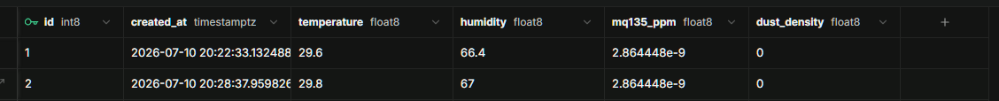 id int8 created_at timestamptz temperature float8 humidity float8 mq135_ppm float8 dust_density float8
1 2026-07-10 20:22:33.132488 29.6 66.4 2.864448e-9 0
2 2026-07-10 20:28:37.959826 29.8 67 2.864448e-9 0